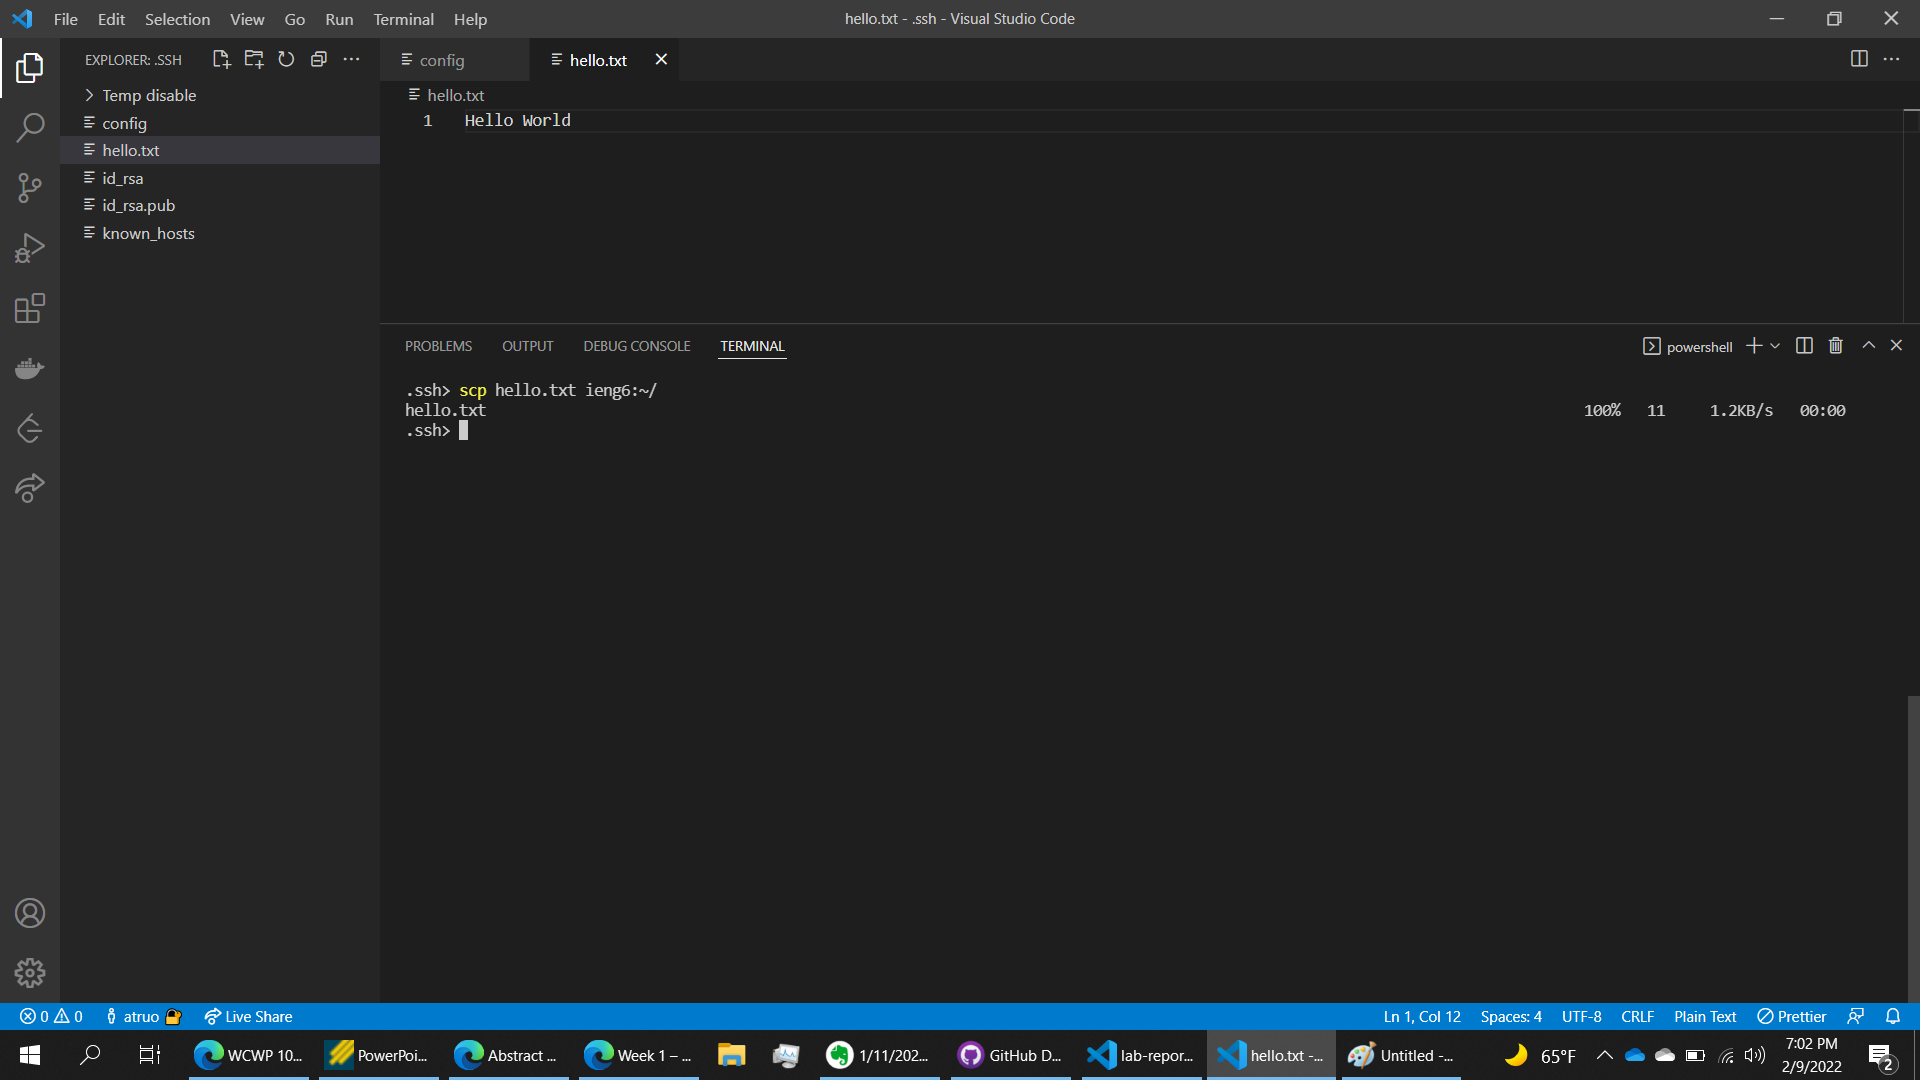 File Edit Selection View Go Run Terminal Help
hello.txt - .ssh - Visual Studio Code
EXPLORER: .SSH
config
hello.txt
Temp disable
config
hello.txt
id_rsa
id_rsa.pub
known_hosts
hello.txt
1 Hello World
PROBLEMS OUTPUT DEBUG CONSOLE TERMINAL
powershell
.ssh> scp hello.txt ieng6:~/
hello.txt 100% 11 1.2KB/s 00:00
.ssh>
0 0 atruo Live Share
Ln 1, Col 12 Spaces: 4 UTF-8 CRLF Plain Text Prettier
WCWP 10... PowerPoi... Abstract ... Week 1 – ... 1/11/202... GitHub D... lab-repor... hello.txt -... Untitled -...
65°F
7:02 PM
2/9/2022
2